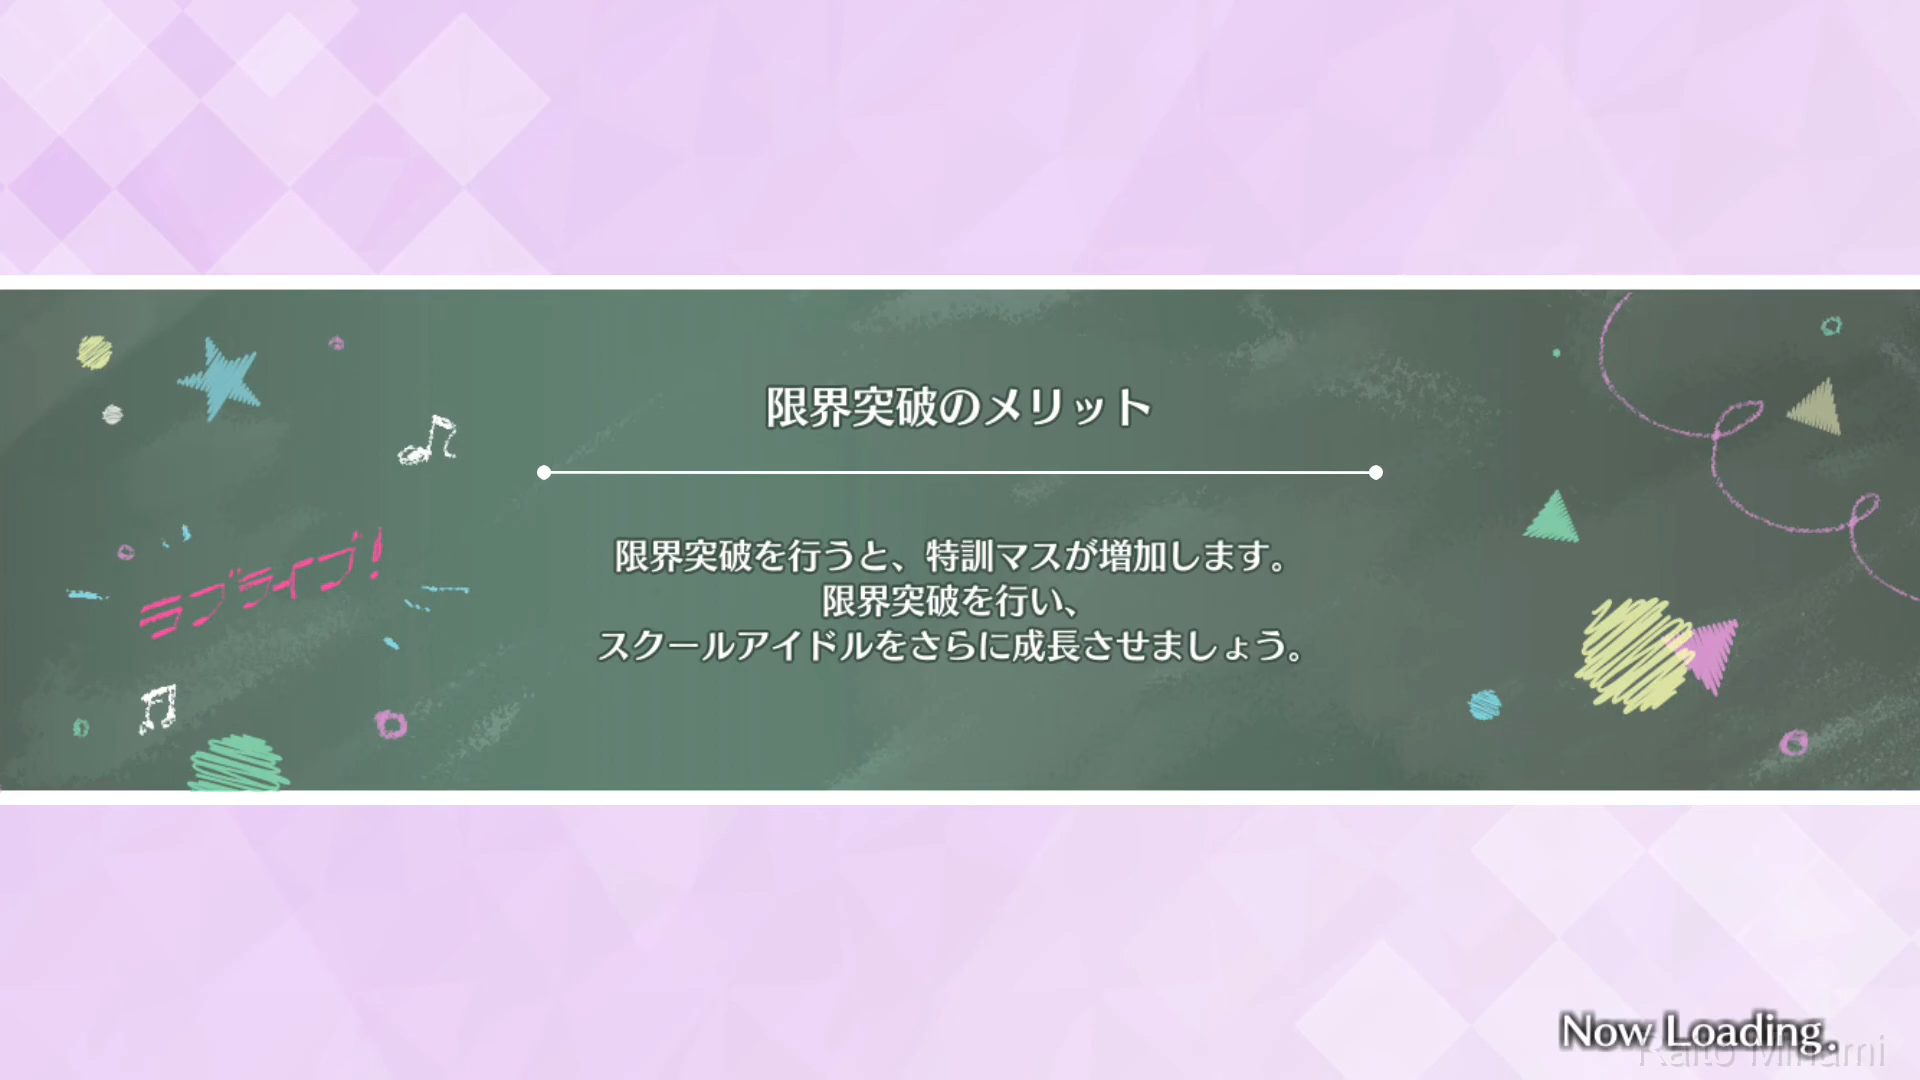 限界突破のメリット
限界突破を行うと、特訓マスが増加します。
限界突破を行い、
スクールアイドルをさらに成長させましょう。
ラブライブ!
Now Loading.
Kaito Minami